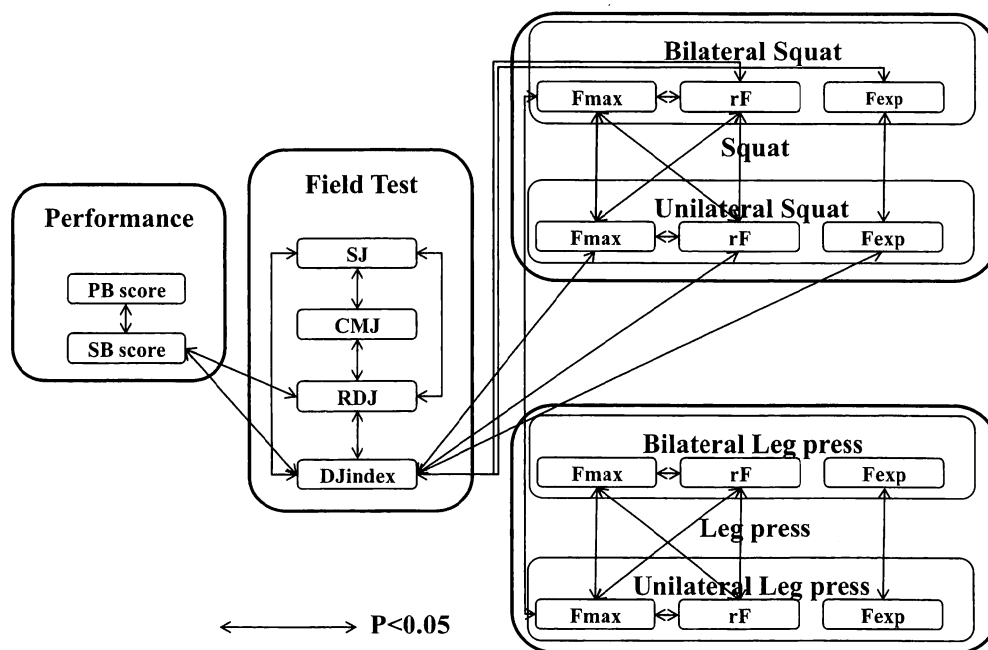 Performance
PB score
SB score
Field Test
SJ
CMJ
RDJ
DJindex
Bilateral Squat
Fmax rF Fexp
Squat
Unilateral Squat
Fmax rF Fexp
Bilateral Leg press
Fmax rF Fexp
Leg press
Unilateral Leg press
Fmax rF Fexp
P<0.05